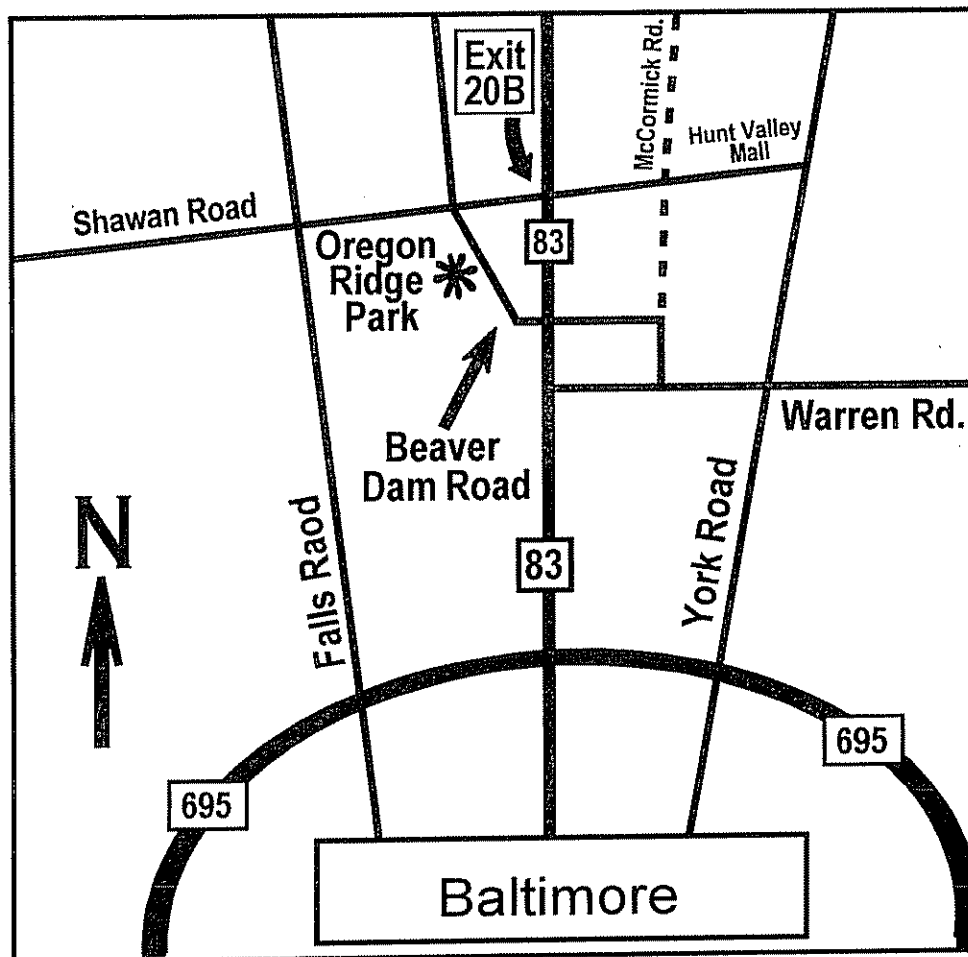 Exit
20B
McCormick Rd.
Hunt Valley
Mall
Shawan Road
83
Oregon
Ridge
Park
Warren Rd.
Beaver
Dam Road
N
Falls Raod
83
York Road
695
695
Baltimore